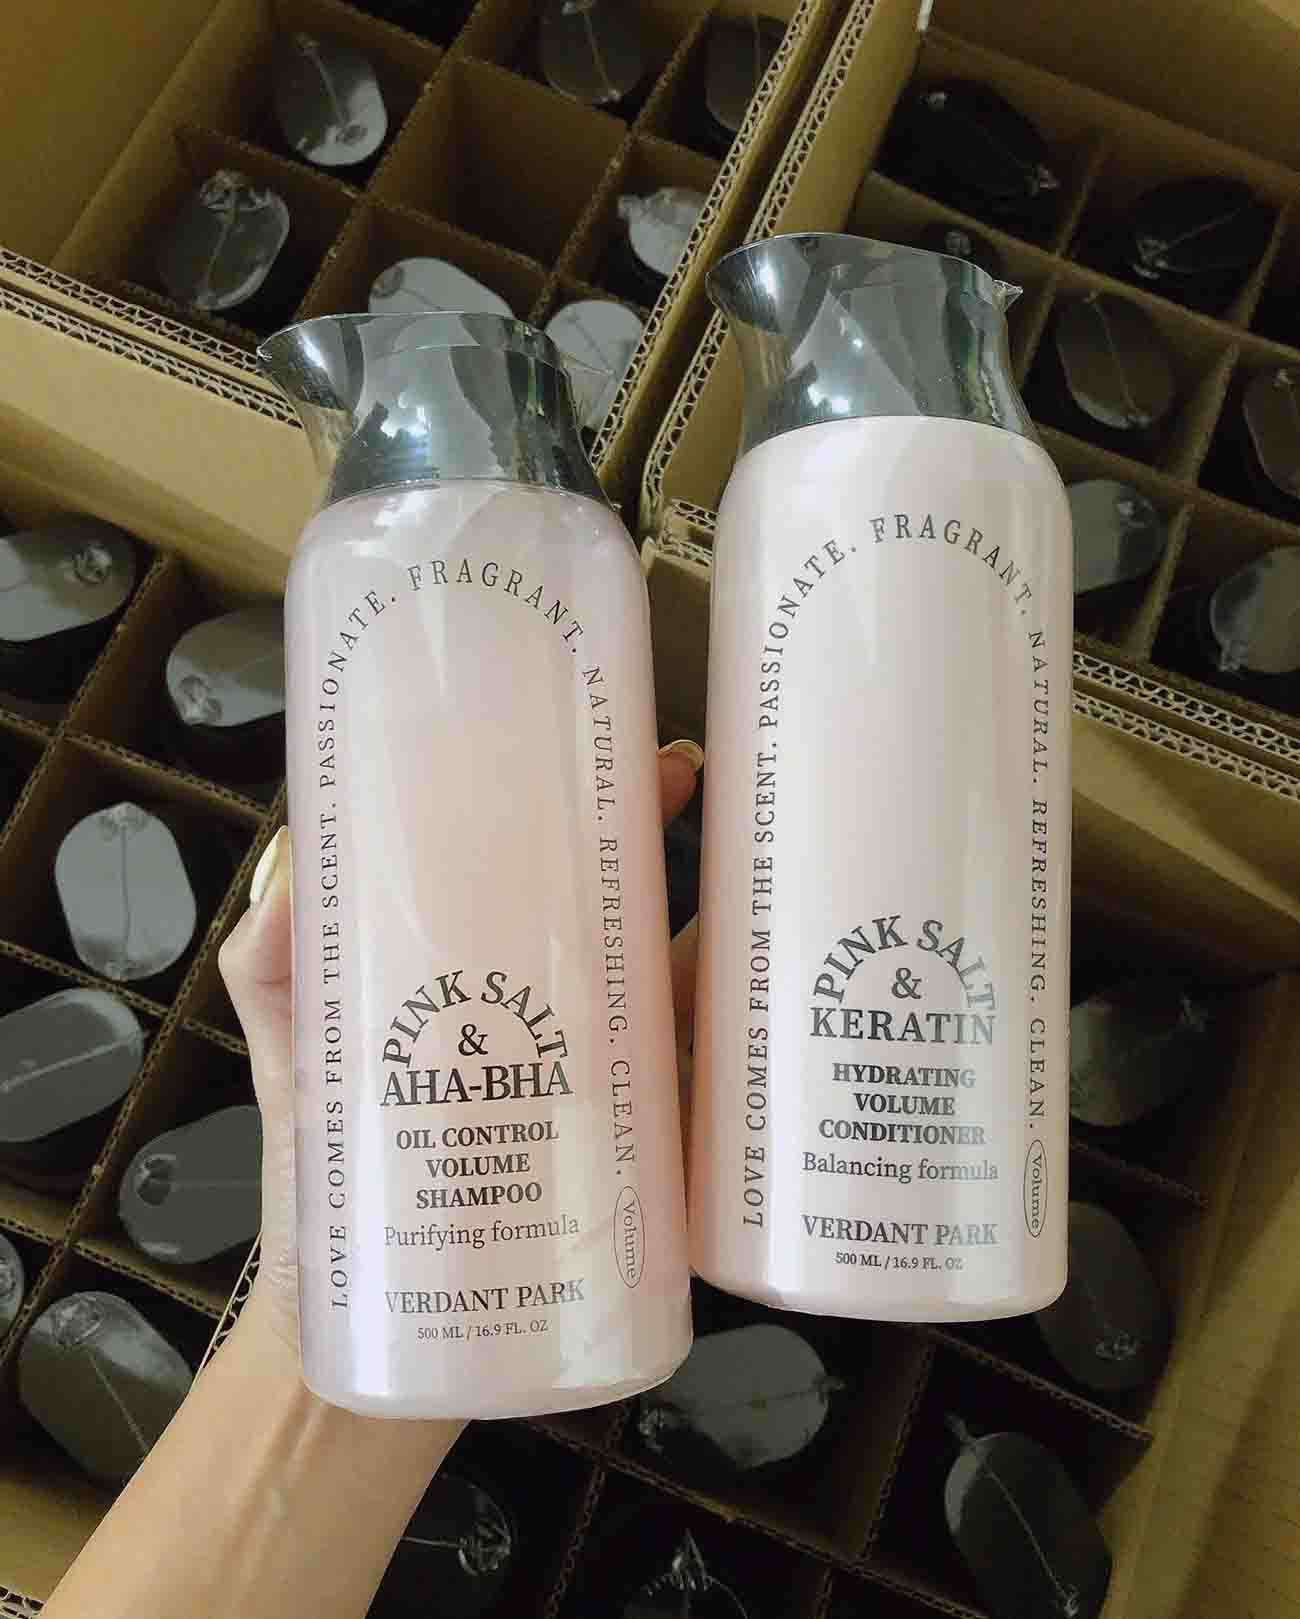 LOVE COMES FROM THE SCENT. PASSIONATE. FRAGRANT. NATURAL. REFRESHING. CLEAN.
Volume
PINK SALT
&
AHA-BHA
OIL CONTROL
VOLUME
SHAMPOO
Purifying formula
VERDANT PARK
500 ML / 16.9 FL. OZ
LOVE COMES FROM THE SCENT. PASSIONATE. FRAGRANT. NATURAL. REFRESHING. CLEAN.
Volume
PINK SALT
&
KERATIN
HYDRATING
VOLUME
CONDITIONER
Balancing formula
VERDANT PARK
500 ML / 16.9 FL. OZ